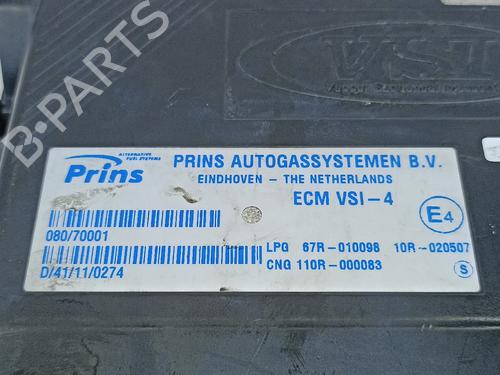 B-PARTS
VSI
ALTERNATIVE
FUEL SYSTEMS
Prins
PRINS AUTOGASSYSTEMEN B.V.
EINDHOVEN - THE NETHERLANDS
ECM VSI-4
E4
080/70001
LPG 67R-010098 10R-020507
CNG 110R-000083
S
D/41/11/0274